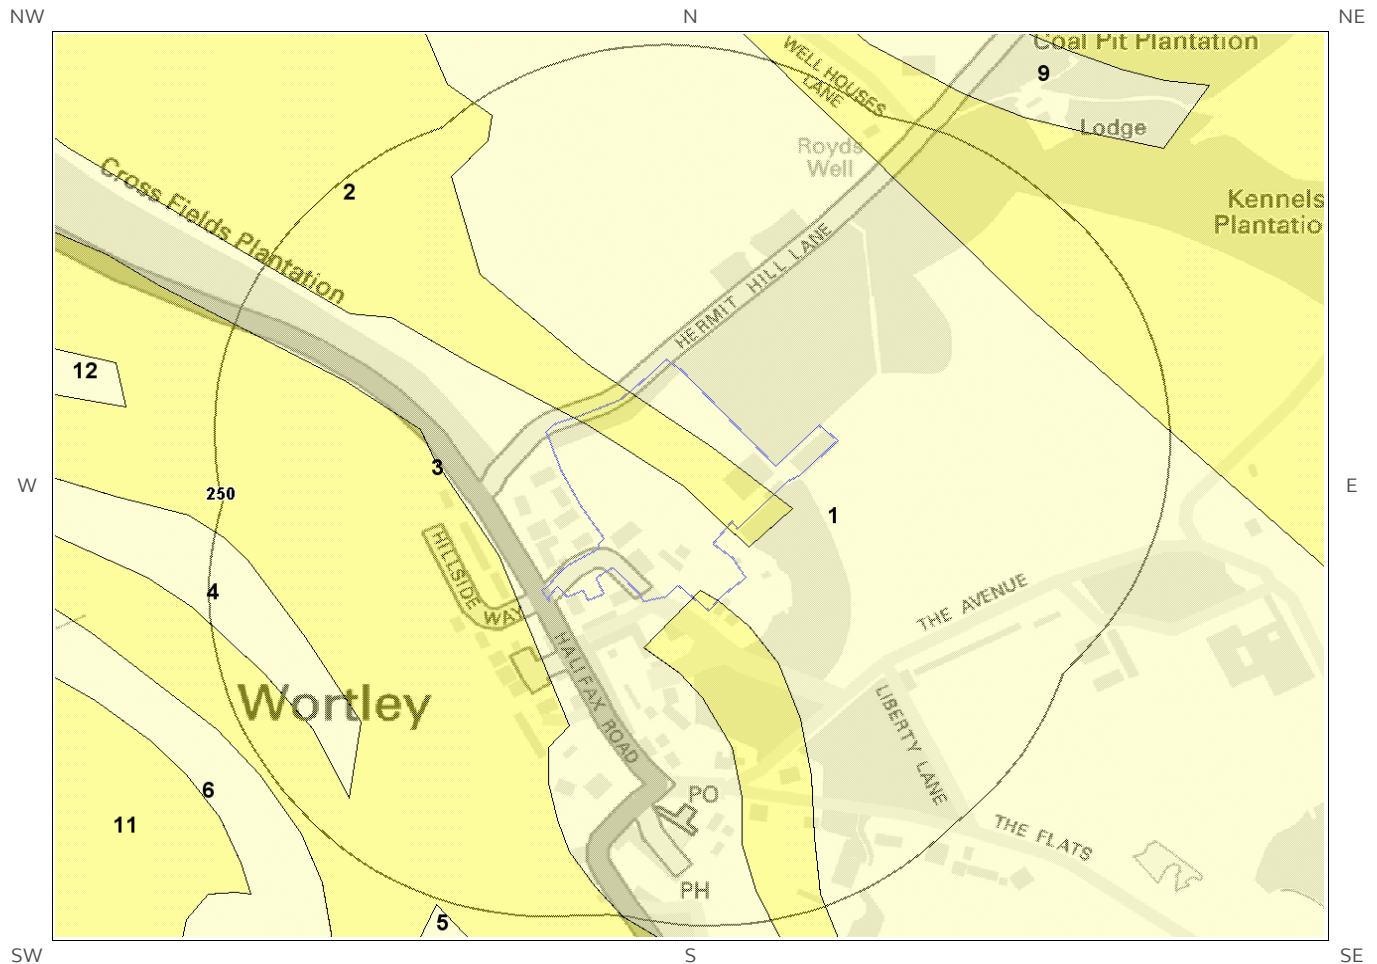 NW
N
NE
Coal Pit Plantation
9
WELL HOUSES
LANE
Lodge
Royds
Well
2
Cross Fields Plantation
Kennels
Plantatio
HERMIT HILL LANE
12
3
W
250
E
1
HILLSIDE
WAY
4
THE AVENUE
HALIFAX ROAD
Wortley
LIBERTY LANE
6
PO
11
THE FLATS
PH
5
SW
S
SE